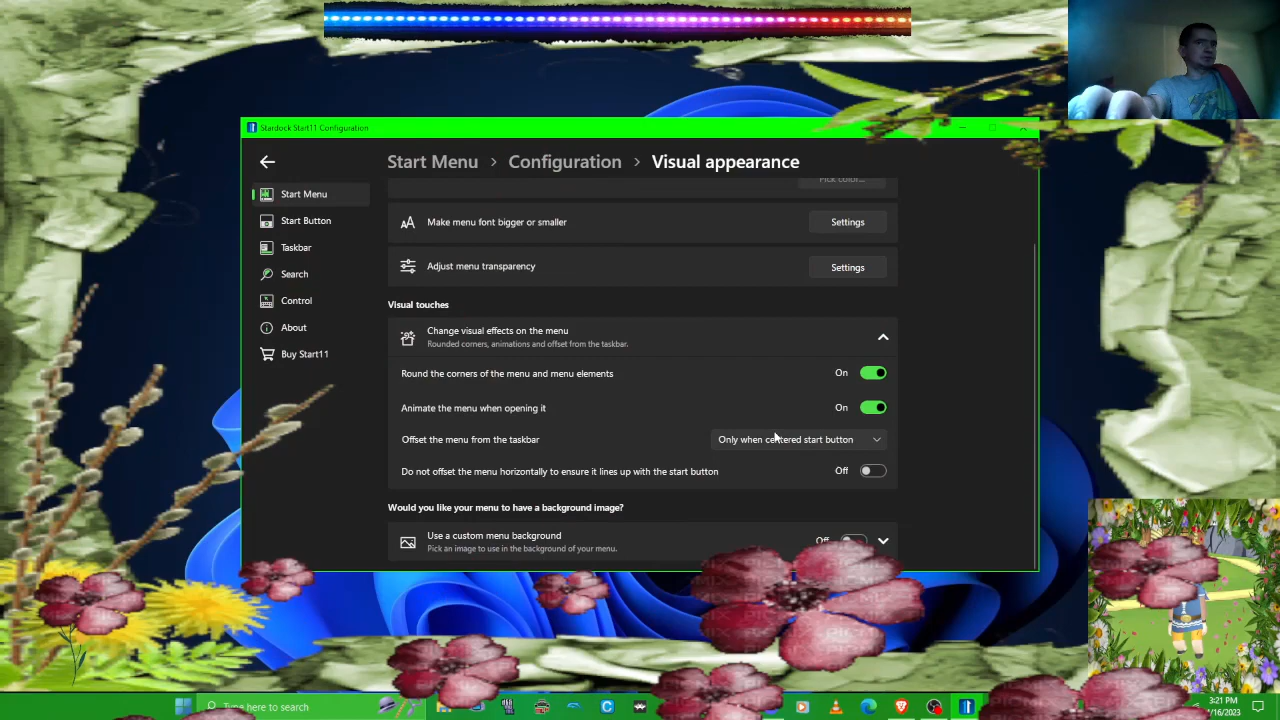 Stardock Start11 Configuration
Start Menu > Configuration > Visual appearance
Start Menu
Start Button
Taskbar
Search
Control
About
Buy Start11
Pick color...
Make menu font bigger or smaller
Settings
Adjust menu transparency
Settings
Visual touches
Change visual effects on the menu
Rounded corners, animations and offset from the taskbar.
Round the corners of the menu and menu elements
On
Animate the menu when opening it
On
Offset the menu from the taskbar
Only when centered start button
Do not offset the menu horizontally to ensure it lines up with the start button
Off
Would you like your menu to have a background image?
Use a custom menu background
Off
Pick an image to use in the background of your menu.
Type here to search
3:21 PM
/16/2023